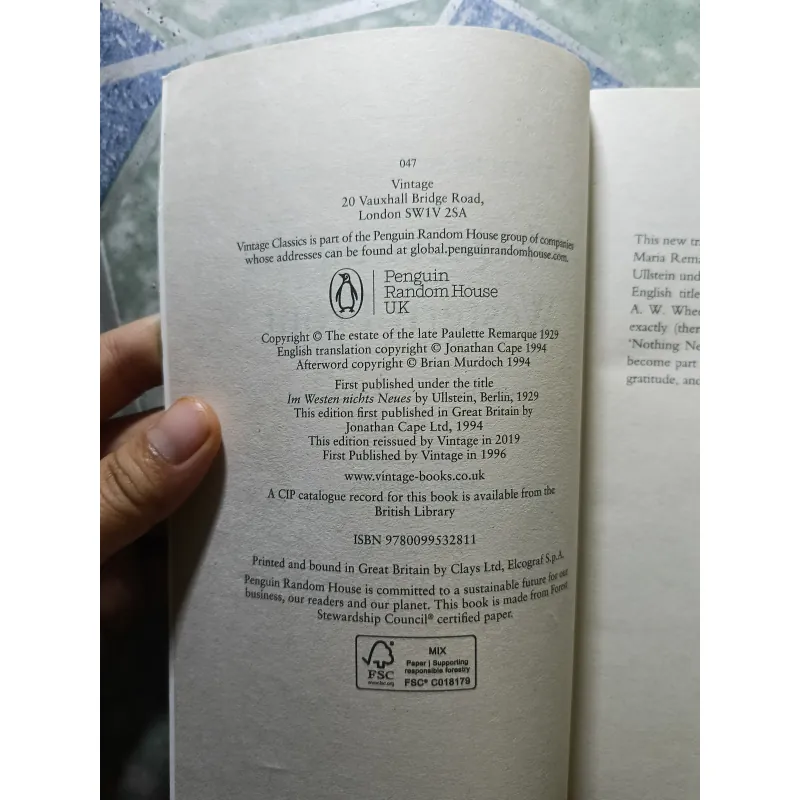 047
Vintage
20 Vauxhall Bridge Road,
London SW1V 2SA
Vintage Classics is part of the Penguin Random House group of companies
whose addresses can be found at global.penguinrandomhouse.com.
Penguin
Random House
UK
Copyright © The estate of the late Paulette Remarque 1929
English translation copyright © Jonathan Cape 1994
Afterword copyright © Brian Murdoch 1994
First published under the title
Im Westen nichts Neues by Ullstein, Berlin, 1929
This edition first published in Great Britain by
Jonathan Cape Ltd, 1994
This edition reissued by Vintage in 2019
First Published by Vintage in 1996
www.vintage-books.co.uk
A CIP catalogue record for this book is available from the
British Library
ISBN 9780099532811
Printed and bound in Great Britain by Clays Ltd, Elcograf S.p.A.
Penguin Random House is committed to a sustainable future for our
business, our readers and our planet. This book is made from Forest
Stewardship Council® certified paper.
FSC
www.fsc.org
MIX
Paper | Supporting
responsible forestry
FSC® C018179
This new
Maria
Ullstein
English
A. W.
exactly
'Nothing
become part
gratitude,